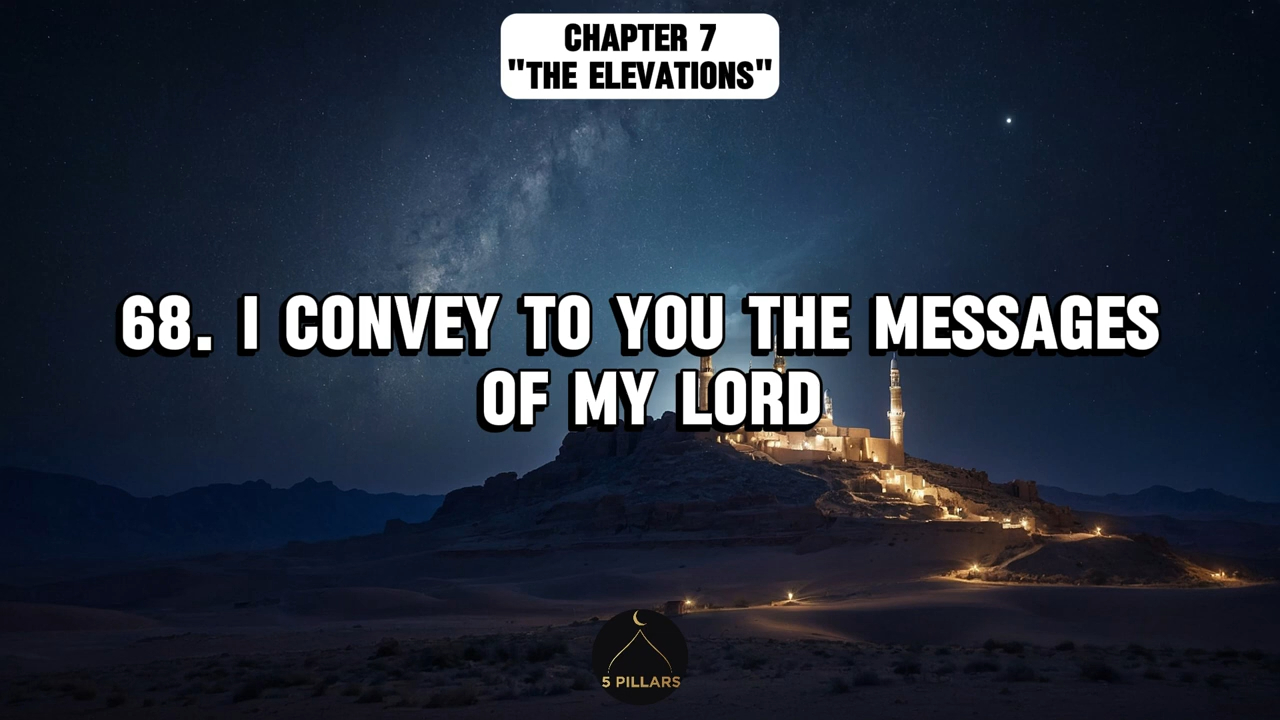 CHAPTER 7
"THE ELEVATIONS"
68. I CONVEY TO YOU THE MESSAGES
OF MY LORD
5 PILLARS